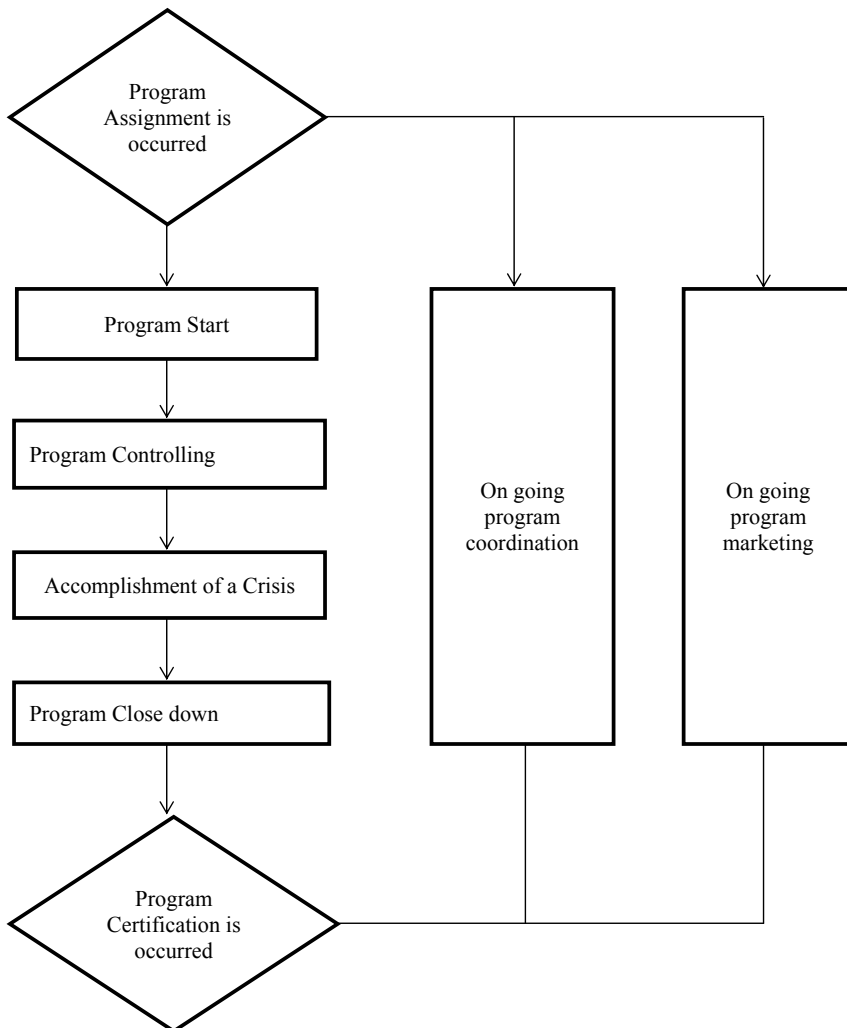 Program
Assignment is
occurred
Program Start
Program Controlling
Accomplishment of a Crisis
Program Close down
On going
program
coordination
On going
program
marketing
Program
Certification is
occurred